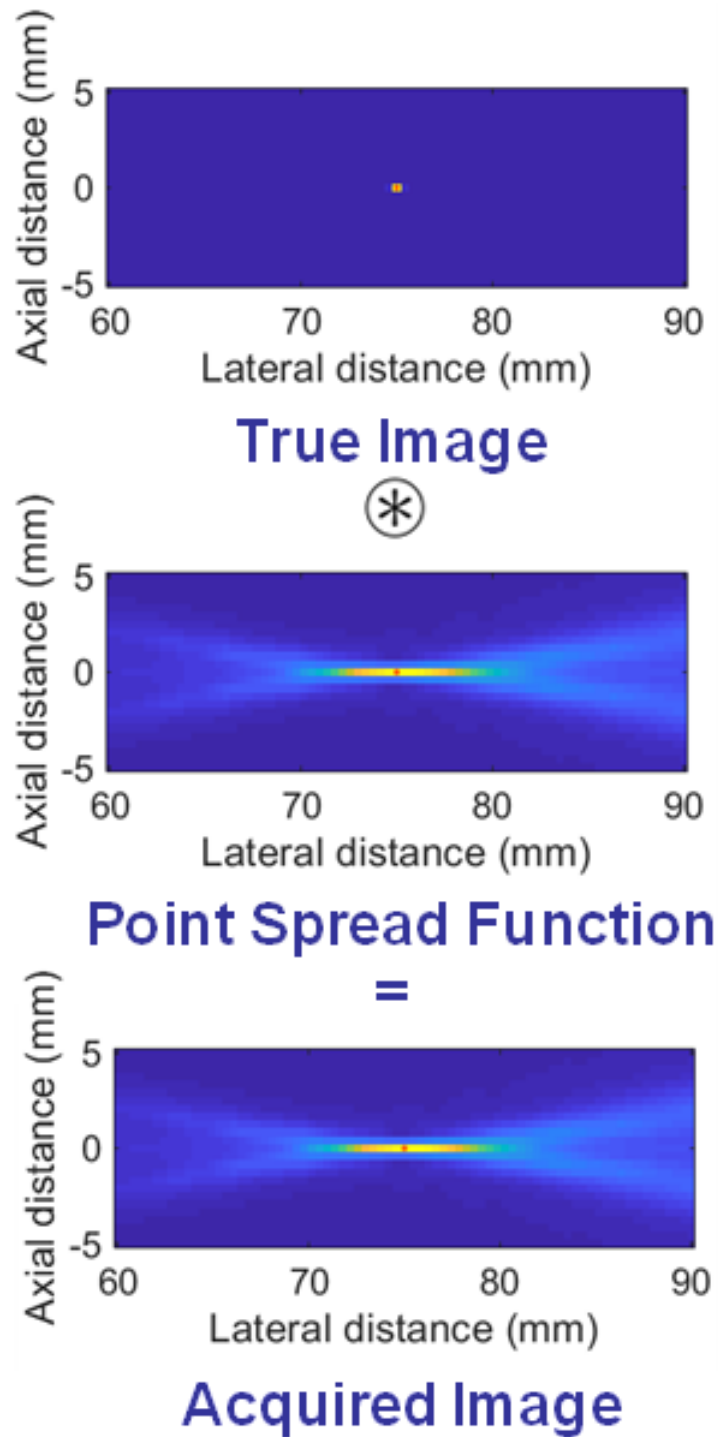 Axial distance (mm)
5
0
-5
60 70 80 90
Lateral distance (mm)
True Image
Axial distance (mm)
5
0
-5
60 70 80 90
Lateral distance (mm)
Point Spread Function
=
Axial distance (mm)
5
0
-5
60 70 80 90
Lateral distance (mm)
Acquired Image